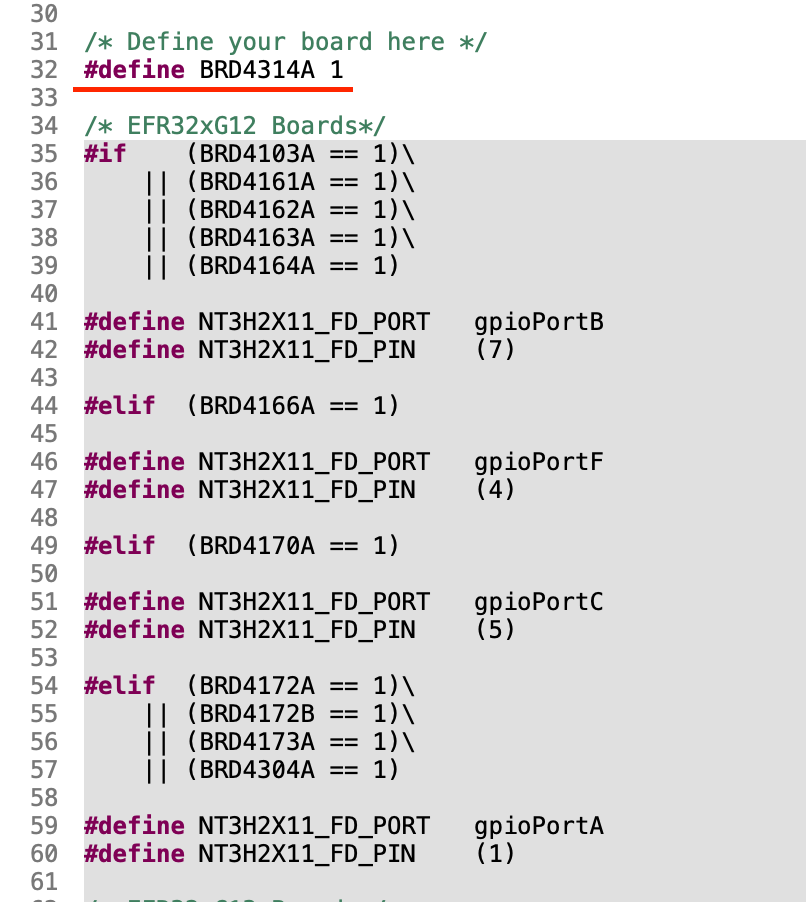 30
31 /* Define your board here */
32 #define BRD4314A 1
33
34 /* EFR32xG12 Boards*/
35 #if    (BRD4103A == 1)\
36     || (BRD4161A == 1)\
37     || (BRD4162A == 1)\
38     || (BRD4163A == 1)\
39     || (BRD4164A == 1)
40
41 #define NT3H2X11_FD_PORT   gpioPortB
42 #define NT3H2X11_FD_PIN    (7)
43
44 #elif  (BRD4166A == 1)
45
46 #define NT3H2X11_FD_PORT   gpioPortF
47 #define NT3H2X11_FD_PIN    (4)
48
49 #elif  (BRD4170A == 1)
50
51 #define NT3H2X11_FD_PORT   gpioPortC
52 #define NT3H2X11_FD_PIN    (5)
53
54 #elif  (BRD4172A == 1)\
55     || (BRD4172B == 1)\
56     || (BRD4173A == 1)\
57     || (BRD4304A == 1)
58
59 #define NT3H2X11_FD_PORT   gpioPortA
60 #define NT3H2X11_FD_PIN    (1)
61